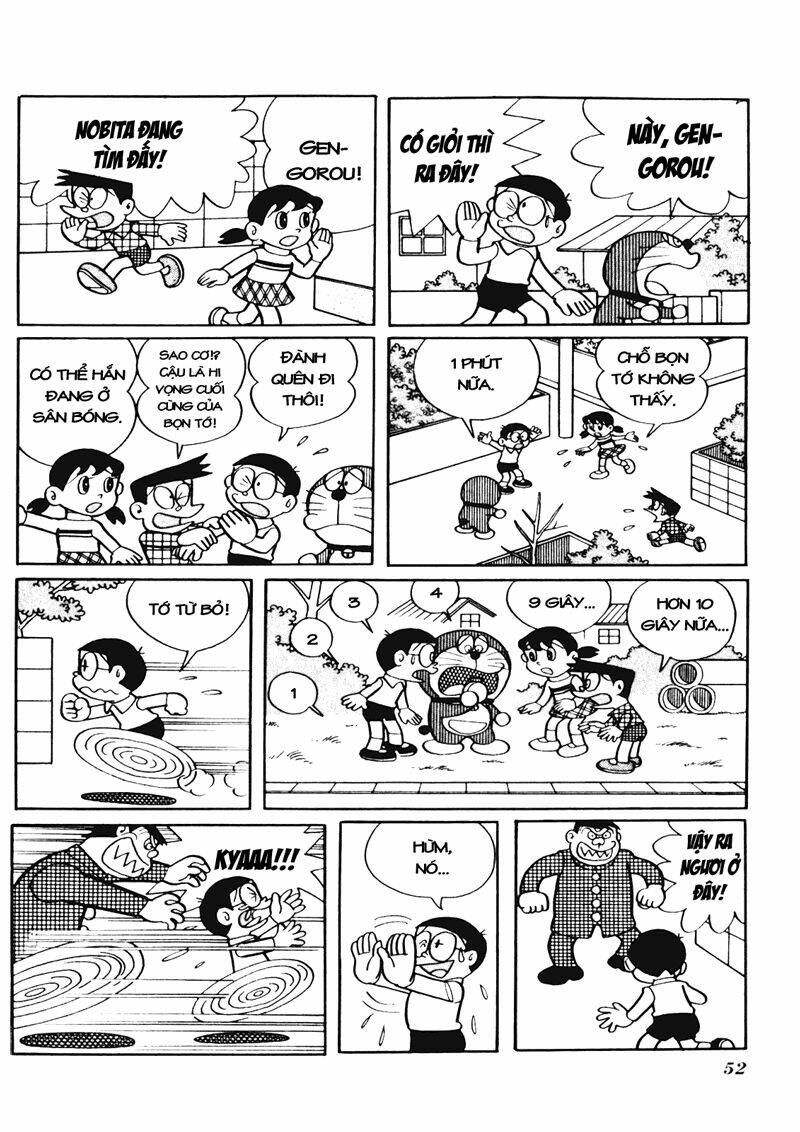 NÀY, GEN-
GOROU!
CÓ GIỎI THÌ
RA ĐÂY!
GEN-
GOROU!
NOBITA ĐANG
TÌM ĐẤY!
CHỖ BỌN
TỚ KHÔNG
THẤY.
1 PHÚT
NỮA.
ĐÀNH
QUÊN ĐI
THÔI!
SAO CƠ!?
CẬU LÀ HI
VỌNG CUỐI
CÙNG CỦA
BỌN TỚ!
CÓ THỂ HẮN
ĐANG Ở
SÂN BÓNG.
HƠN 10
GIÂY NỮA...
9 GIÂY...
4
3
2
1
TỚ TỪ BỎ!
VẬY RA
NGƯƠI Ở
ĐÂY!
HỪM,
NÓ...
KYAAA!!!
52